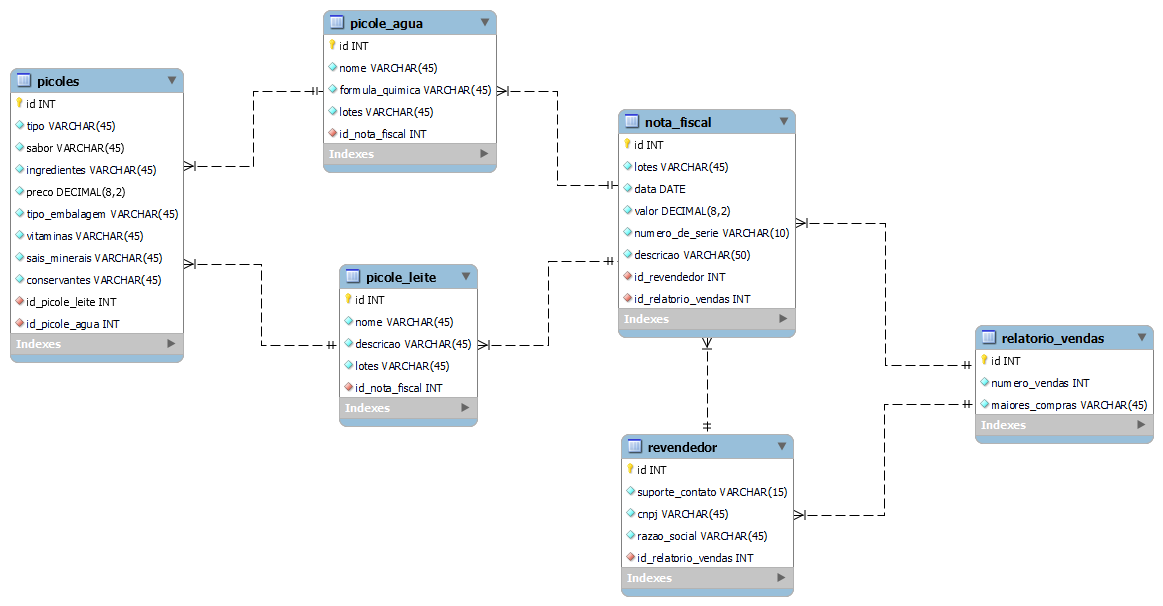 picoles
id INT
tipo VARCHAR(45)
sabor VARCHAR(45)
ingredientes VARCHAR(45)
preco DECIMAL(8,2)
tipo_embalagem VARCHAR(45)
vitaminas VARCHAR(45)
sais_minerais VARCHAR(45)
conservantes VARCHAR(45)
id_picole_leite INT
id_picole_agua INT
Indexes
picole_agua
id INT
nome VARCHAR(45)
formula_quimica VARCHAR(45)
lotes VARCHAR(45)
id_nota_fiscal INT
Indexes
picole_leite
id INT
nome VARCHAR(45)
descricao VARCHAR(45)
lotes VARCHAR(45)
id_nota_fiscal INT
Indexes
nota_fiscal
id INT
lotes VARCHAR(45)
data DATE
valor DECIMAL(8,2)
numero_de_serie VARCHAR(10)
descricao VARCHAR(50)
id_revendedor INT
id_relatorio_vendas INT
Indexes
revendedor
id INT
suporte_contato VARCHAR(15)
cnpj VARCHAR(45)
razao_social VARCHAR(45)
id_relatorio_vendas INT
Indexes
relatorio_vendas
id INT
numero_vendas INT
maiores_compras VARCHAR(45)
Indexes